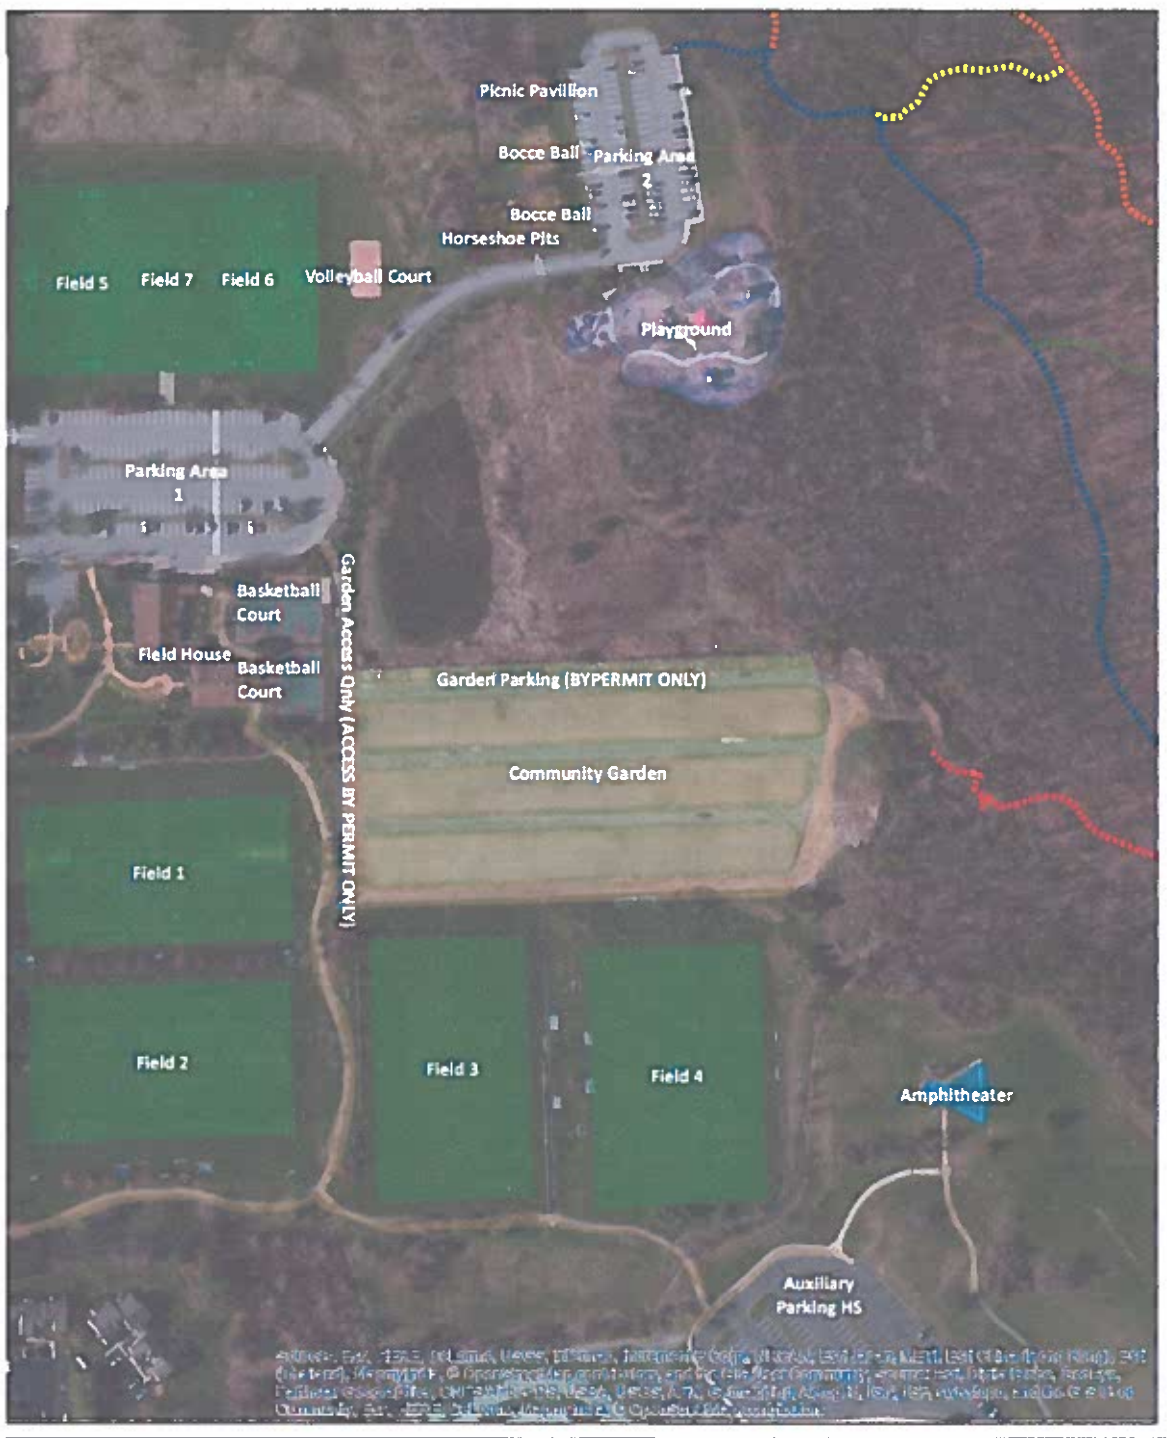 Picnic Pavillion
Bocce Ball
Parking Area
2
Bocce Ball
Horseshoe Pits
Field 5
Field 7
Field 6
Volleyball Court
Playground
Parking Area
1
Garden Access Only (ACCESS BY PERMIT ONLY)
Basketball
Court
Field House
Basketball
Court
Garden Parking (BYPERMIT ONLY)
Community Garden
Field 1
Field 2
Field 3
Field 4
Amphitheater
Auxiliary
Parking HS